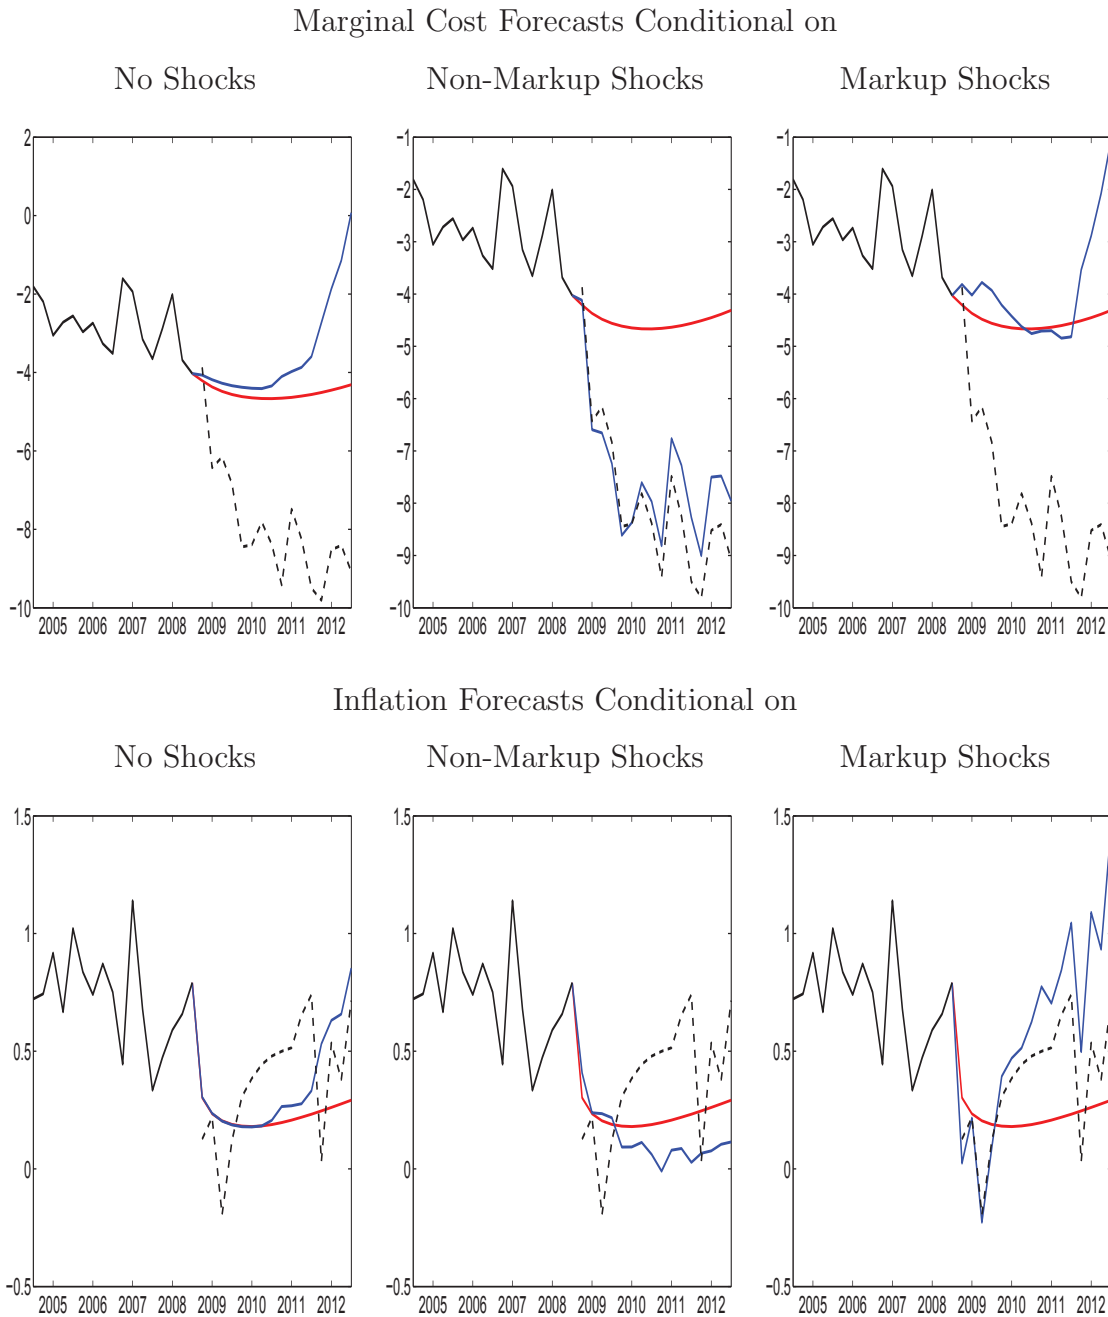 Marginal Cost Forecasts Conditional on
No Shocks Non-Markup Shocks Markup Shocks
2 −1 −1
0 −2 −2
−2 −3 −3
−4 −4 −4
−5 −5
−6 −6 −6
−7 −7
−8 −8 −8
−9 −9
−10 −10 −10
2005 2006 2007 2008 2009 2010 2011 2012 2005 2006 2007 2008 2009 2010 2011 2012 2005 2006 2007 2008 2009 2010 2011 2012
Inflation Forecasts Conditional on
No Shocks Non-Markup Shocks Markup Shocks
1.5 1.5 1.5
1 1 1
0.5 0.5 0.5
0 0 0
−0.5 −0.5 −0.5
2005 2006 2007 2008 2009 2010 2011 2012 2005 2006 2007 2008 2009 2010 2011 2012 2005 2006 2007 2008 2009 2010 2011 2012